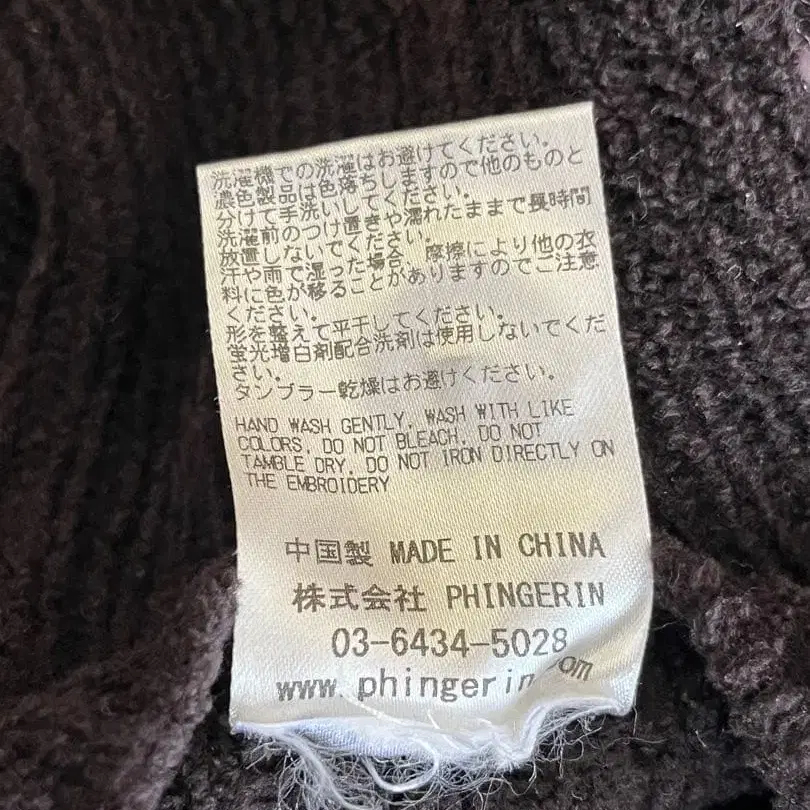 洗濯機での洗濯はお避けてください。
濃色製品は色落ちしますので他のものと
分けて手洗いしてください。
洗濯前のつけ置きや濡れたままで長時間
放置しないでください。
汗や雨で湿った場合、摩擦により他の衣
料に色が移ることがありますのでご注意
ください。
形を整えて平干してください。
蛍光増白剤配合洗剤は使用しないでくだ
さい。
タンブラー乾燥はお避けください。
HAND WASH GENTLY, WASH WITH LIKE
COLORS, DO NOT BLEACH, DO NOT
TAMBLE DRY, DO NOT IRON DIRECTLY ON
THE EMBROIDERY
中国製 MADE IN CHINA
株式会社 PHINGERIN
03-6434-5028
www.phingerin.com